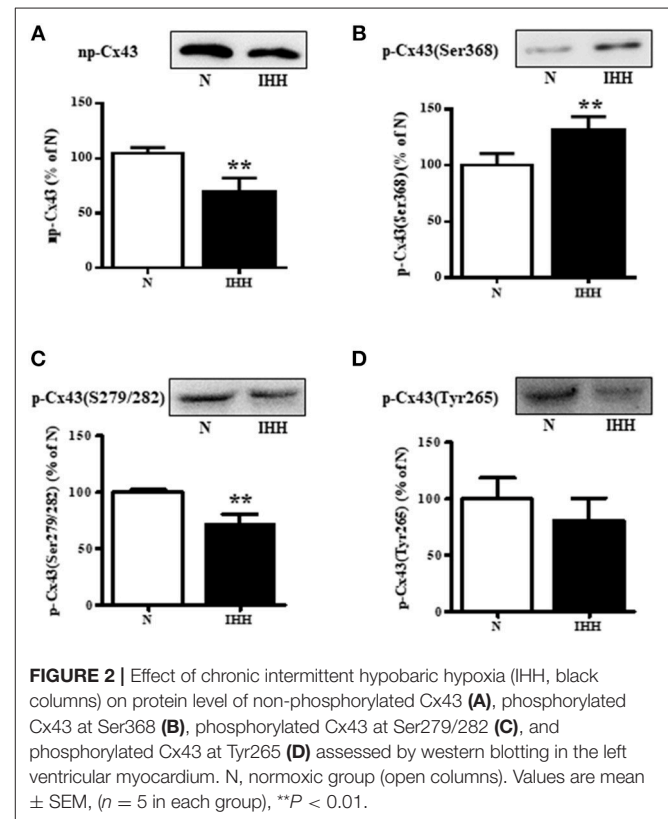 A
np-Cx43
N IHH
np-Cx43 (% of N)
150
100
50
0
**
N IHH
B
p-Cx43(Ser368)
N IHH
p-Cx43(Ser368) (% of N)
150
100
50
0
**
N IHH
C
p-Cx43(S279/282)
N IHH
p-Cx43(Ser279/282) (% of N)
150
100
50
0
**
N IHH
D
p-Cx43(Tyr265)
N IHH
p-Cx43(Tyr265) (% of N)
150
100
50
0
N IHH
FIGURE 2 | Effect of chronic intermittent hypobaric hypoxia (IHH, black
columns) on protein level of non-phosphorylated Cx43 (A), phosphorylated
Cx43 at Ser368 (B), phosphorylated Cx43 at Ser279/282 (C), and
phosphorylated Cx43 at Tyr265 (D) assessed by western blotting in the left
ventricular myocardium. N, normoxic group (open columns). Values are mean
± SEM, (n = 5 in each group), **P < 0.01.